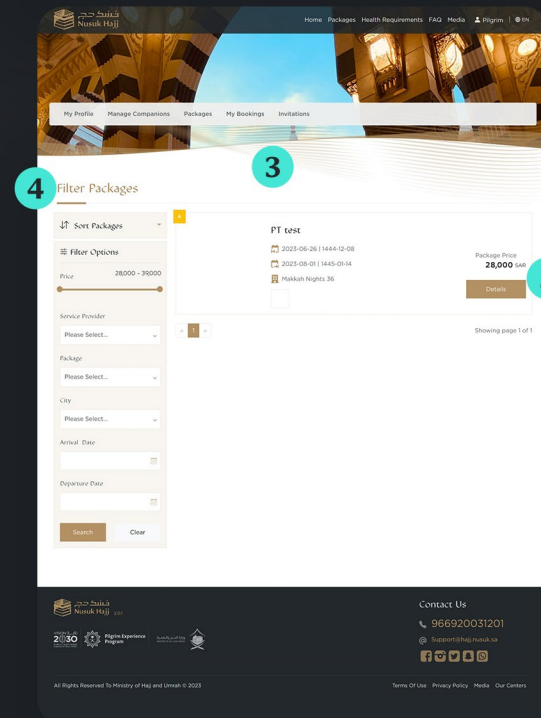 نسك حج
Nusuk Hajj
Home Packages Health Requirements FAQ Media Pilgrim EN
My Profile Manage Companions Packages My Bookings Invitations
3
4
Filter Packages
Sort Packages
Filter Options
Price 28,000 - 39,000
Service Provider
Please Select...
Package
Please Select...
City
Please Select...
Arrival Date
Departure Date
Search Clear
A
PT test
2023-06-26 | 1444-12-08
2023-08-01 | 1445-01-14
Makkah Nights 36
Package Price
28,000 SAR
Details
« 1 »
Showing page 1 of 1
نسك حج
Nusuk Hajj
2030
Pilgrim Experience
Program
Contact Us
966920031201
Support@hajj.nusuk.sa
All Rights Reserved To Ministry of Hajj and Umrah © 2023
Terms Of Use Privacy Policy Media Our Centers